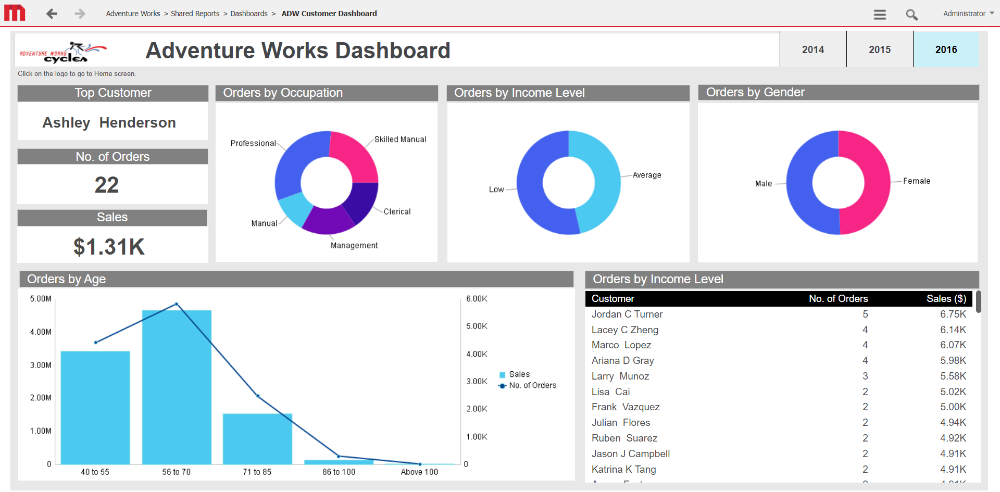 Adventure Works > Shared Reports > Dashboards > ADW Customer Dashboard
Administrator
ADVENTURE WORKS
cycles
Adventure Works Dashboard
2014
2015
2016
Click on the logo to go to Home screen.
Top Customer
Ashley Henderson
No. of Orders
22
Sales
$1.31K
Orders by Occupation
Professional
Skilled Manual
Clerical
Manual
Management
Orders by Income Level
Average
Low
Orders by Gender
Male
Female
Orders by Age
5.00M
4.00M
3.00M
2.00M
1.00M
0
6.00K
5.00K
4.00K
3.00K
2.00K
1.00K
0
40 to 55
56 to 70
71 to 85
86 to 100
Above 100
Sales
No. of Orders
Orders by Income Level
Customer No. of Orders Sales ($)
Jordan C Turner 5 6.75K
Lacey C Zheng 4 6.14K
Marco Lopez 4 6.07K
Ariana D Gray 4 5.98K
Larry Munoz 3 5.58K
Lisa Cai 2 5.02K
Frank Vazquez 2 5.00K
Julian Flores 2 4.94K
Ruben Suarez 2 4.92K
Jason J Campbell 2 4.91K
Katrina K Tang 2 4.91K